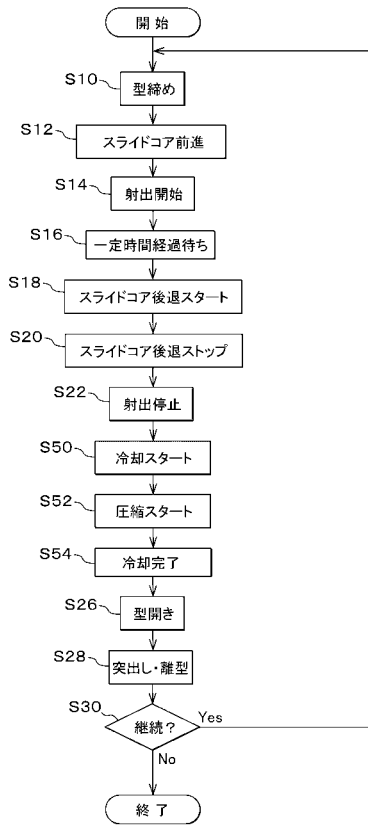 開 始
S10 型締め
S12 スライドコア前進
S14 射出開始
S16 一定時間経過待ち
S18 スライドコア後退スタート
S20 スライドコア後退ストップ
S22 射出停止
S50 冷却スタート
S52 圧縮スタート
S54 冷却完了
S26 型開き
S28 突出し・離型
S30 継続? Yes
No
終 了